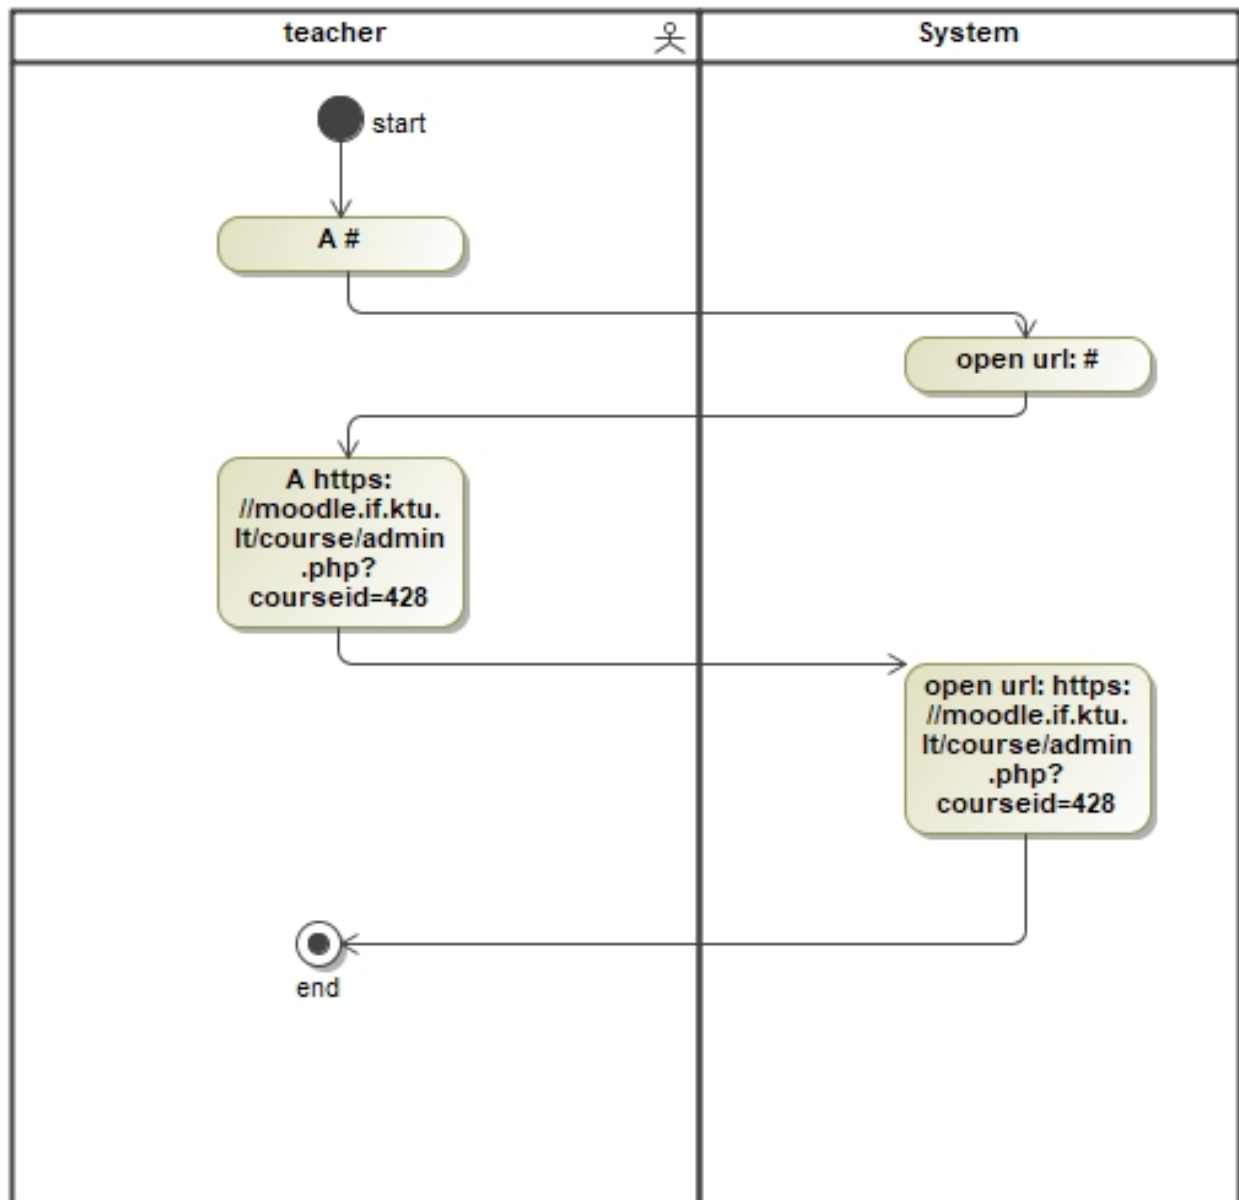 teacher
System
start
A #
open url: #
A https:
//moodle.if.ktu.
lt/course/admin
.php?
courseid=428
open url: https:
//moodle.if.ktu.
lt/course/admin
.php?
courseid=428
end